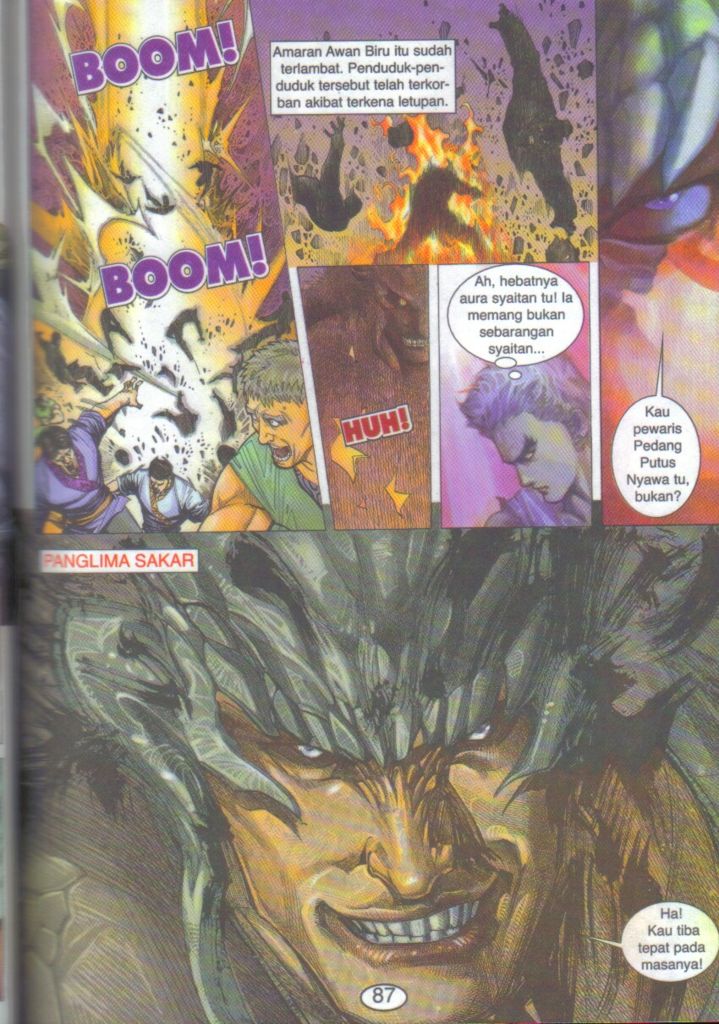 BOOM!
Amaran Awan Biru itu sudah
terlambat. Penduduk-pen-
duduk tersebut telah terkor-
ban akibat terkena letupan.
BOOM!
HUH!
Ah, hebatnya
aura syaitan tu! Ia
memang bukan
sebarangan
syaitan...
Kau
pewaris
Pedang
Putus
Nyawa tu,
bukan?
PANGLIMA SAKAR
Ha!
Kau tiba
tepat pada
masanya!
87